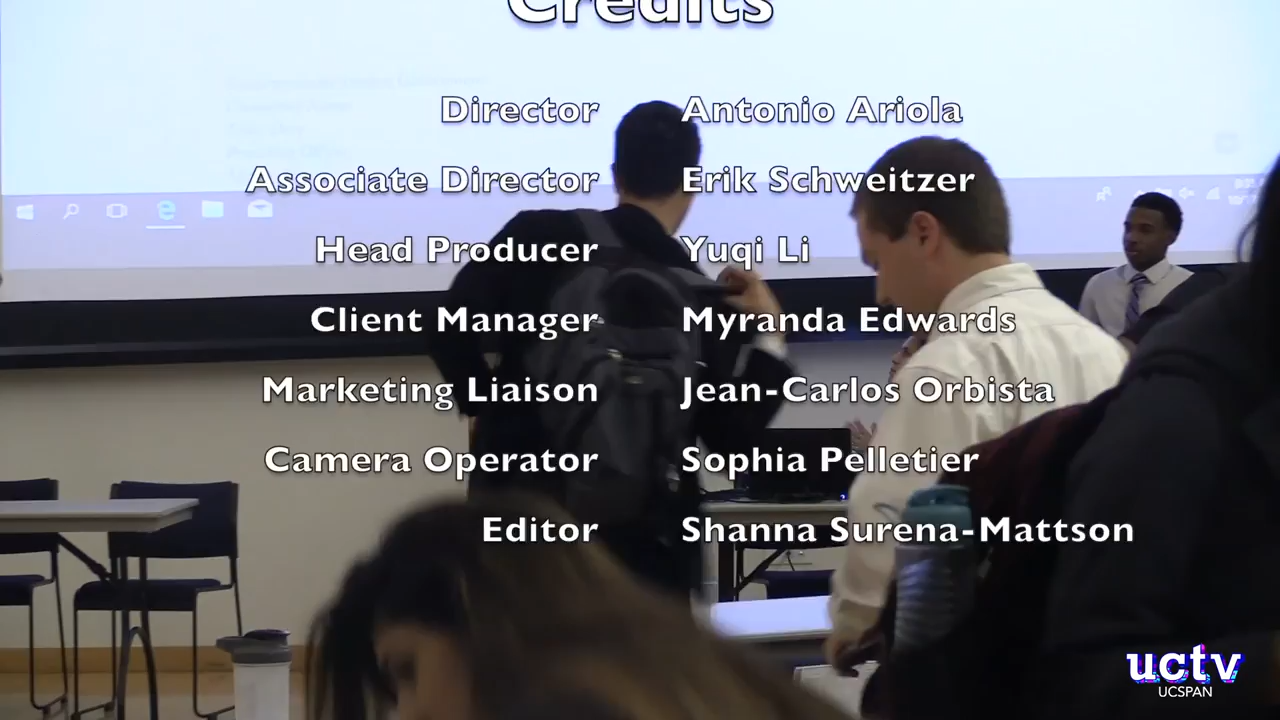 Credits
Director Antonio Ariola
Associate Director Erik Schweitzer
Head Producer Yuqi Li
Client Manager Myranda Edwards
Marketing Liaison Jean-Carlos Orbista
Camera Operator Sophia Pelletier
Editor Shanna Surena-Mattson
uctv
UCSPAN